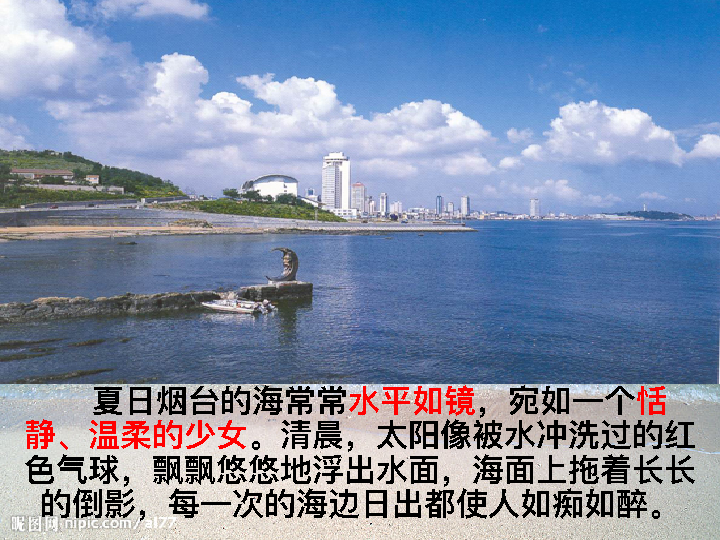 夏日烟台的海常常水平如镜，宛如一个恬
静、温柔的少女。清晨，太阳像被水冲洗过的红
色气球，飘飘悠悠地浮出水面，海面上拖着长长
的倒影，每一次的海边日出都使人如痴如醉。
昵图网 nipic.com/al77